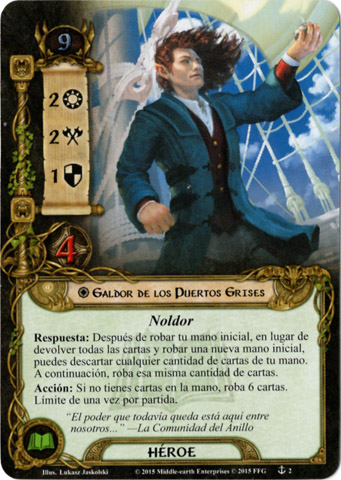 9
2
2
1
4
Galdor de los Puertos Grises
Noldor
Respuesta: Después de robar tu mano inicial, en lugar de
devolver todas las cartas y robar una nueva mano inicial,
puedes descartar cualquier cantidad de cartas de tu mano.
A continuación, roba esa misma cantidad de cartas.
Acción: Si no tienes cartas en la mano, roba 6 cartas.
Límite de una vez por partida.
"El poder que todavía queda está aquí entre
nosotros..." —La Comunidad del Anillo
HÉROE
Illus. Lukasz Jaskolski © 2015 Middle-earth Enterprises © 2015 FFG 2